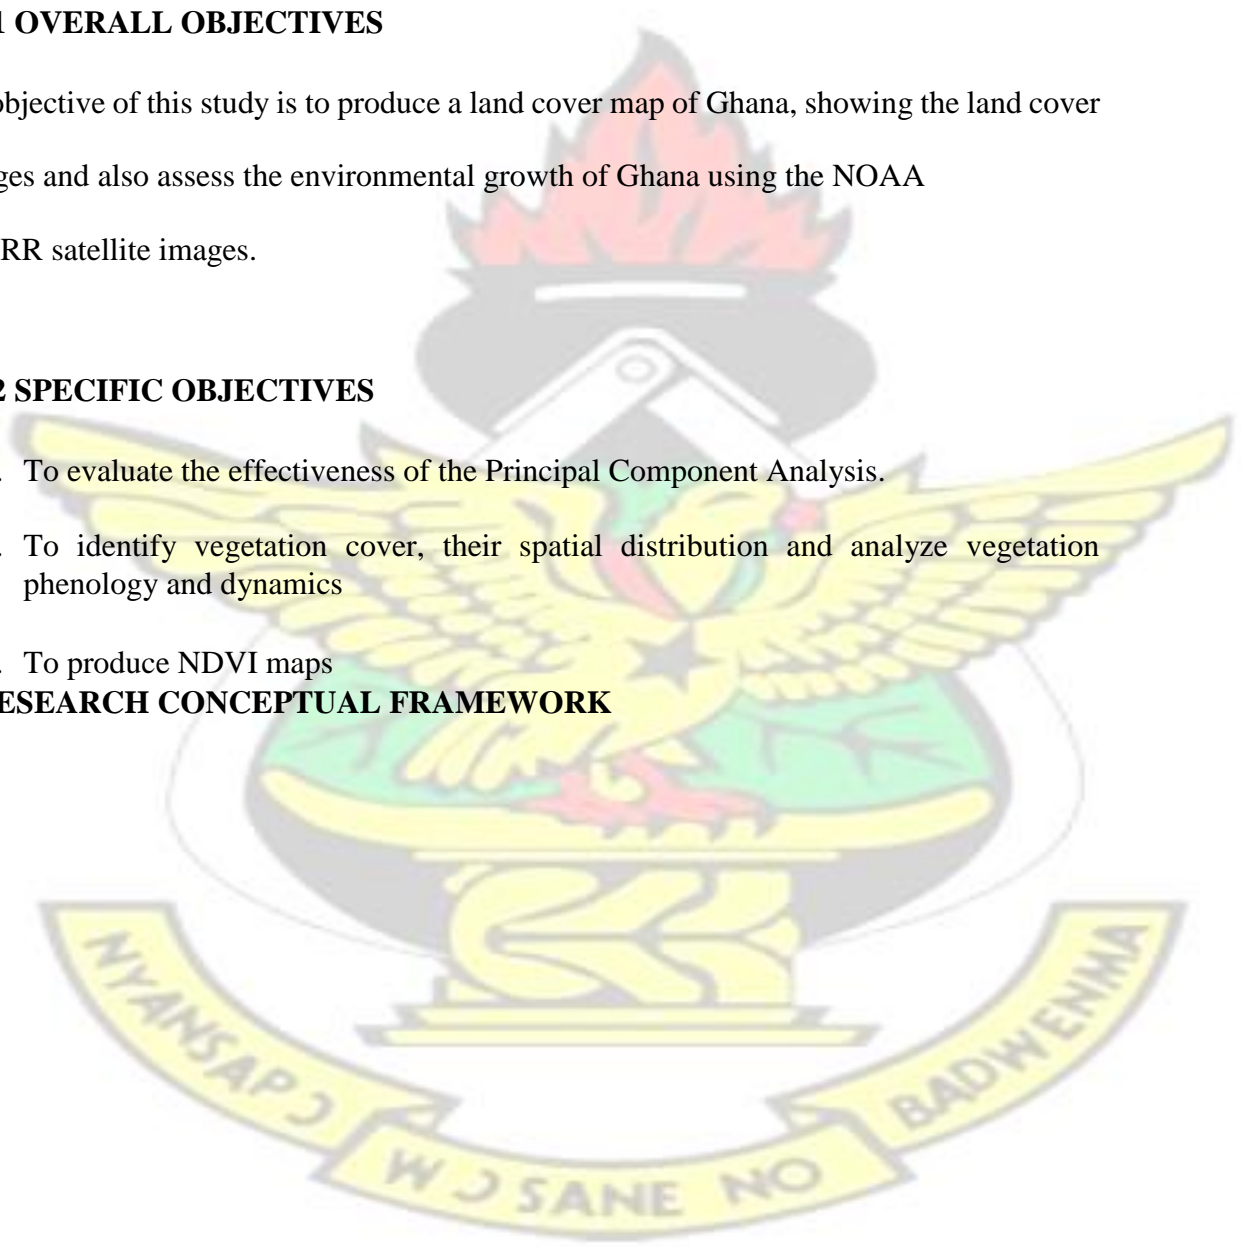 1 OVERALL OBJECTIVES
objective of this study is to produce a land cover map of Ghana, showing the land cover
ges and also assess the environmental growth of Ghana using the NOAA
RR satellite images.
2 SPECIFIC OBJECTIVES
. To evaluate the effectiveness of the Principal Component Analysis.
. To identify vegetation cover, their spatial distribution and analyze vegetation
phenology and dynamics
. To produce NDVI maps
ESEARCH CONCEPTUAL FRAMEWORK
NYANSAPƆ
WƆ SANE NO
BADWENMA